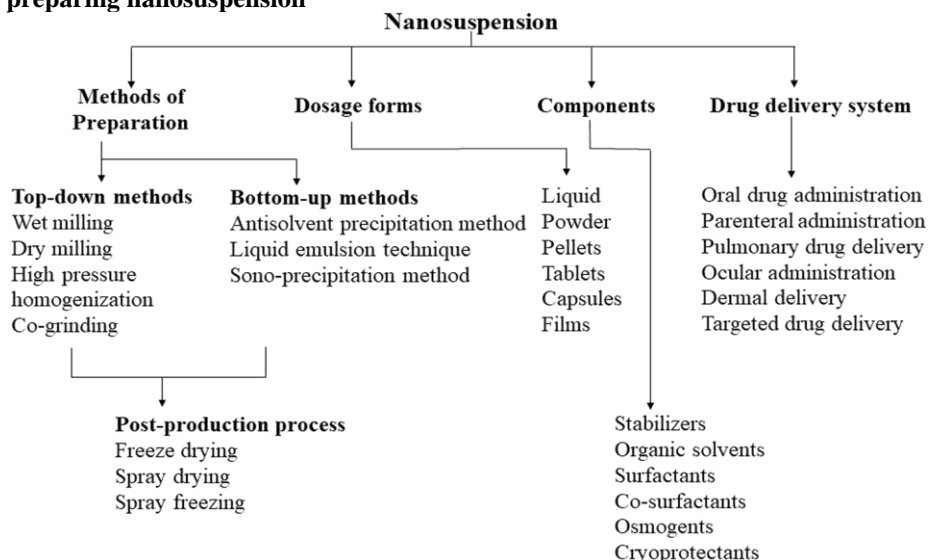 preparing nanosuspension
Nanosuspension
Methods of
Preparation
Dosage forms
Components
Drug delivery system
Top-down methods
Wet milling
Dry milling
High pressure
homogenization
Co-grinding
Bottom-up methods
Antisolvent precipitation method
Liquid emulsion technique
Sono-precipitation method
Liquid
Powder
Pellets
Tablets
Capsules
Films
Oral drug administration
Parenteral administration
Pulmonary drug delivery
Ocular administration
Dermal delivery
Targeted drug delivery
Post-production process
Freeze drying
Spray drying
Spray freezing
Stabilizers
Organic solvents
Surfactants
Co-surfactants
Osmogents
Cryoprotectants